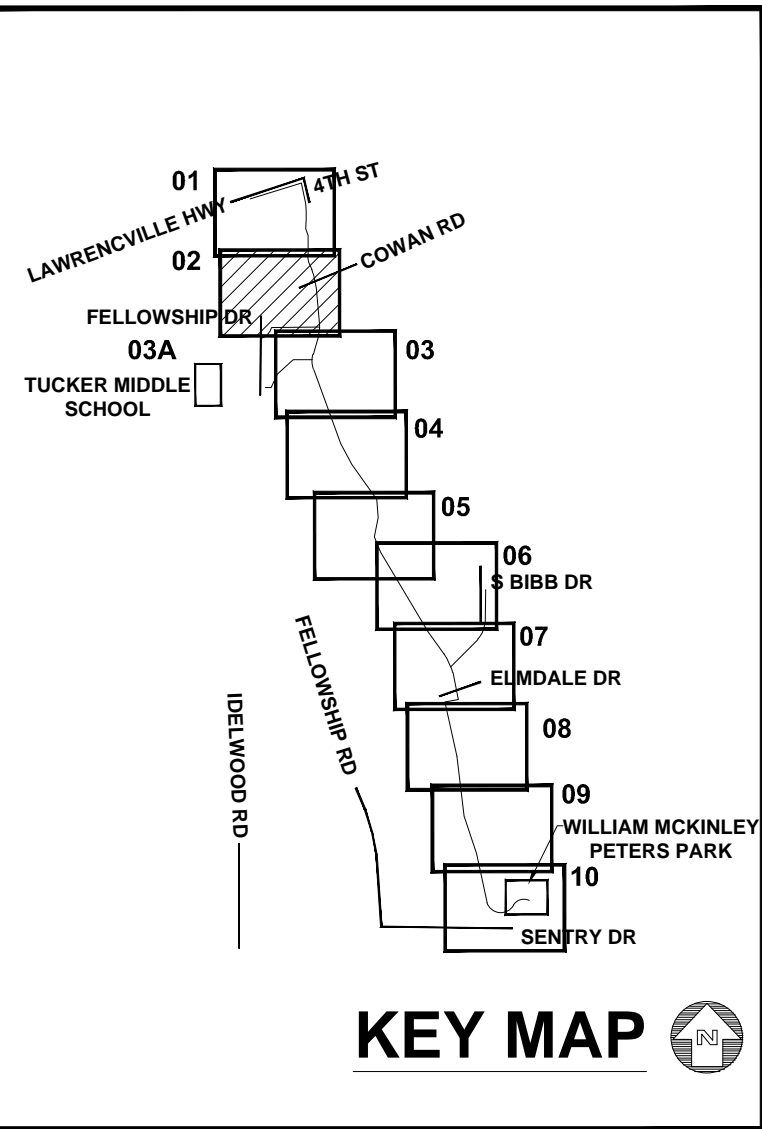 01
4TH ST
LAWRENCVILLE HWY
COWAN RD
02
FELLOWSHIP DR
03A
03
TUCKER MIDDLE
SCHOOL
04
05
06
S BIBB DR
07
FELLOWSHIP RD
ELMDALE DR
IDELWOOD RD
08
09
WILLIAM MCKINLEY
PETERS PARK
10
SENTRY DR
KEY MAP
N